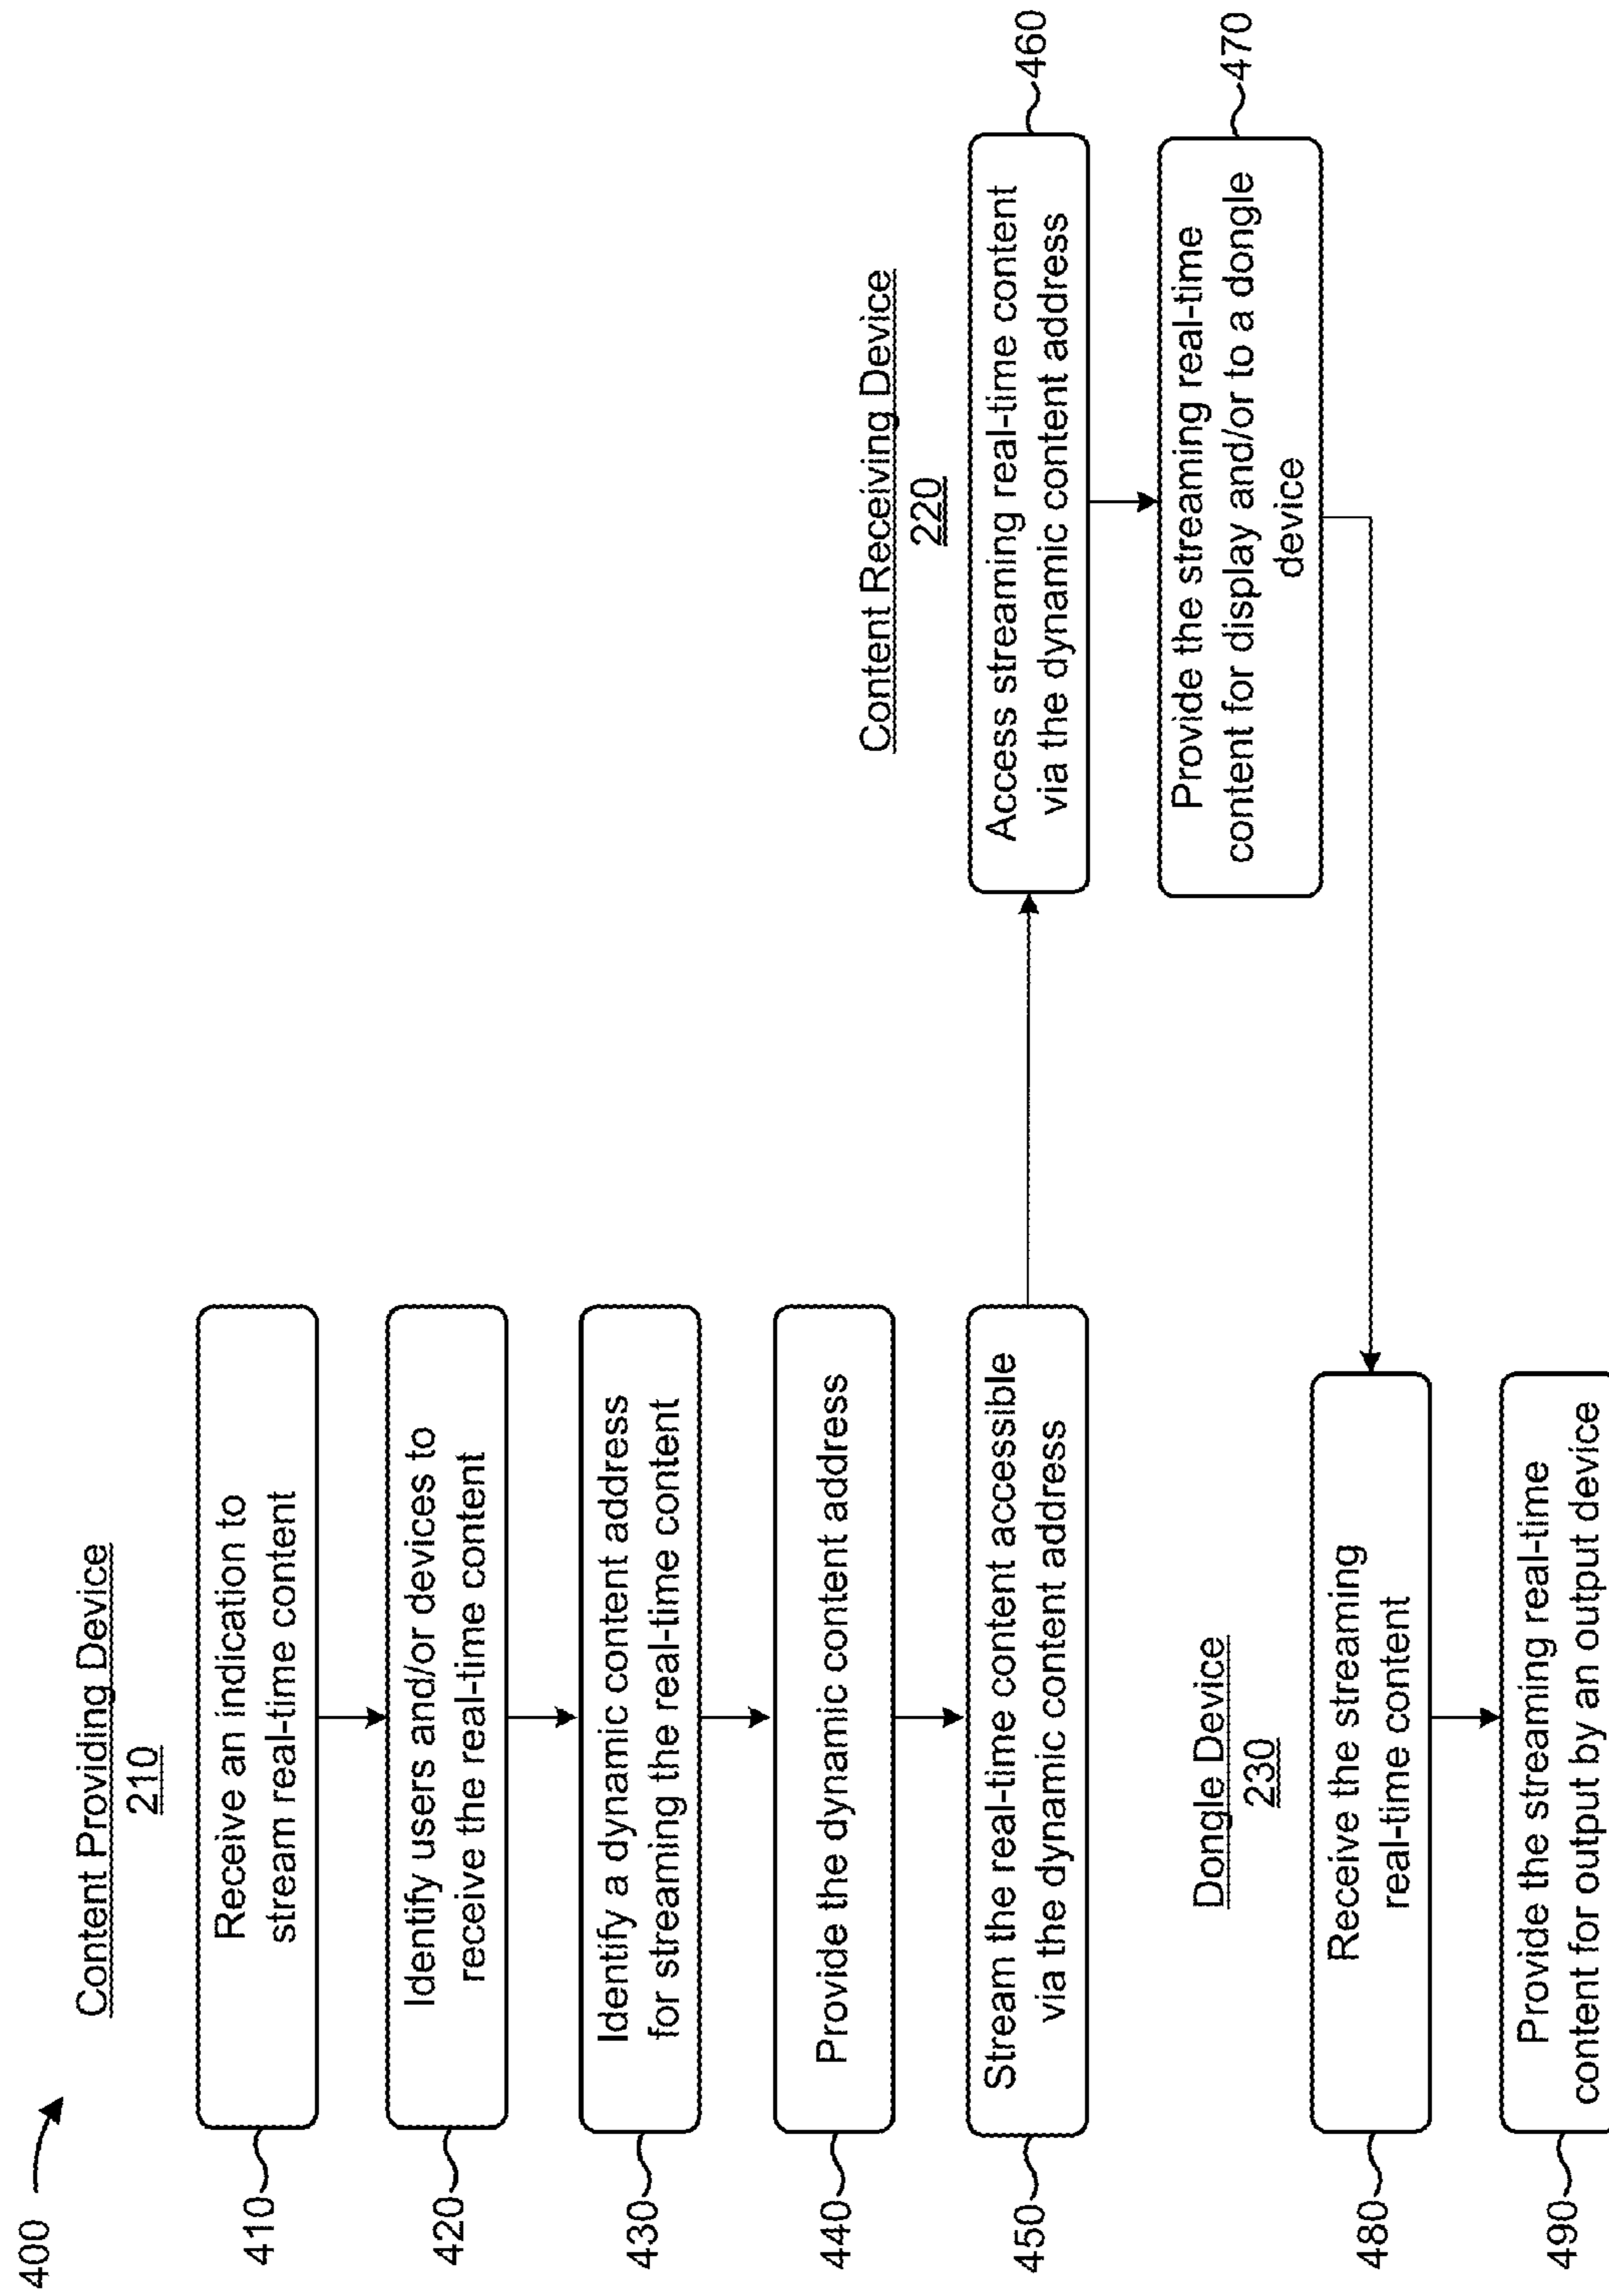 400
Content Providing Device
210
410
Receive an indication to
stream real-time content
420
Identify users and/or devices to
receive the real-time content
430
Identify a dynamic content address
for streaming the real-time content
440
Provide the dynamic content address
450
Stream the real-time content accessible
via the dynamic content address
Content Receiving Device
220
Access streaming real-time content
via the dynamic content address
460
Provide the streaming real-time
content for display and/or to a dongle
device
470
Dongle Device
230
480
Receive the streaming
real-time content
490
Provide the streaming real-time
content for output by an output device